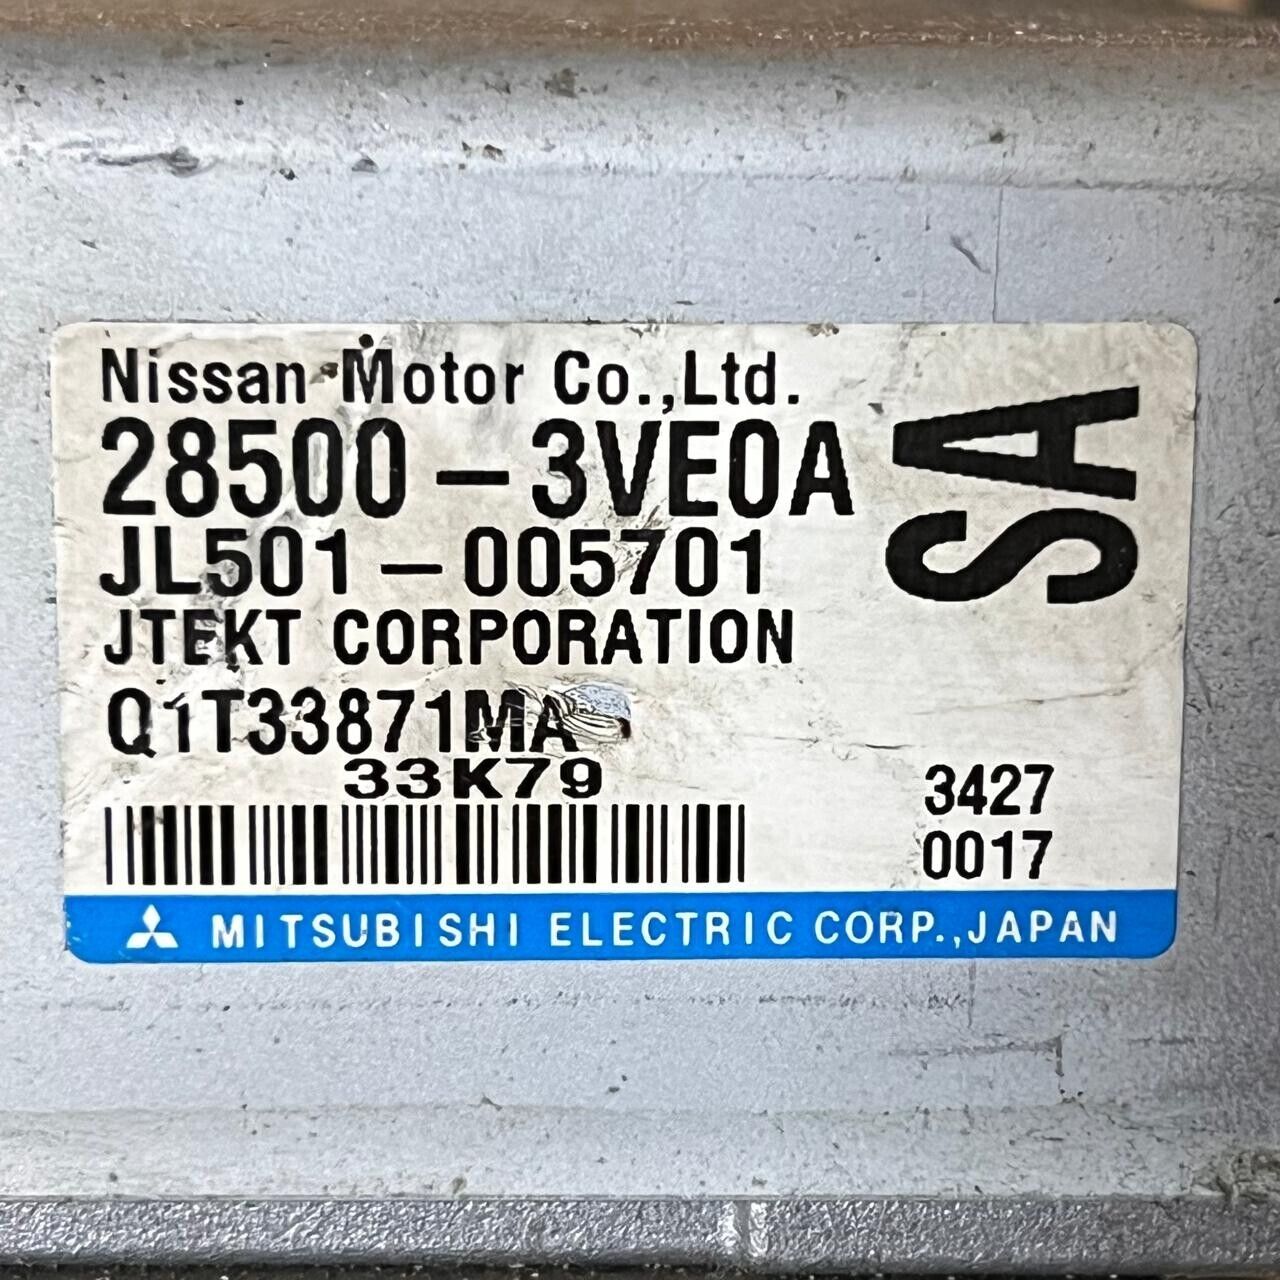 Nissan Motor Co.,Ltd.
28500-3VE0A
SA
JL501-005701
JTEKT CORPORATION
Q1T33871MA
33K79
3427
0017
MITSUBISHI ELECTRIC CORP.,JAPAN